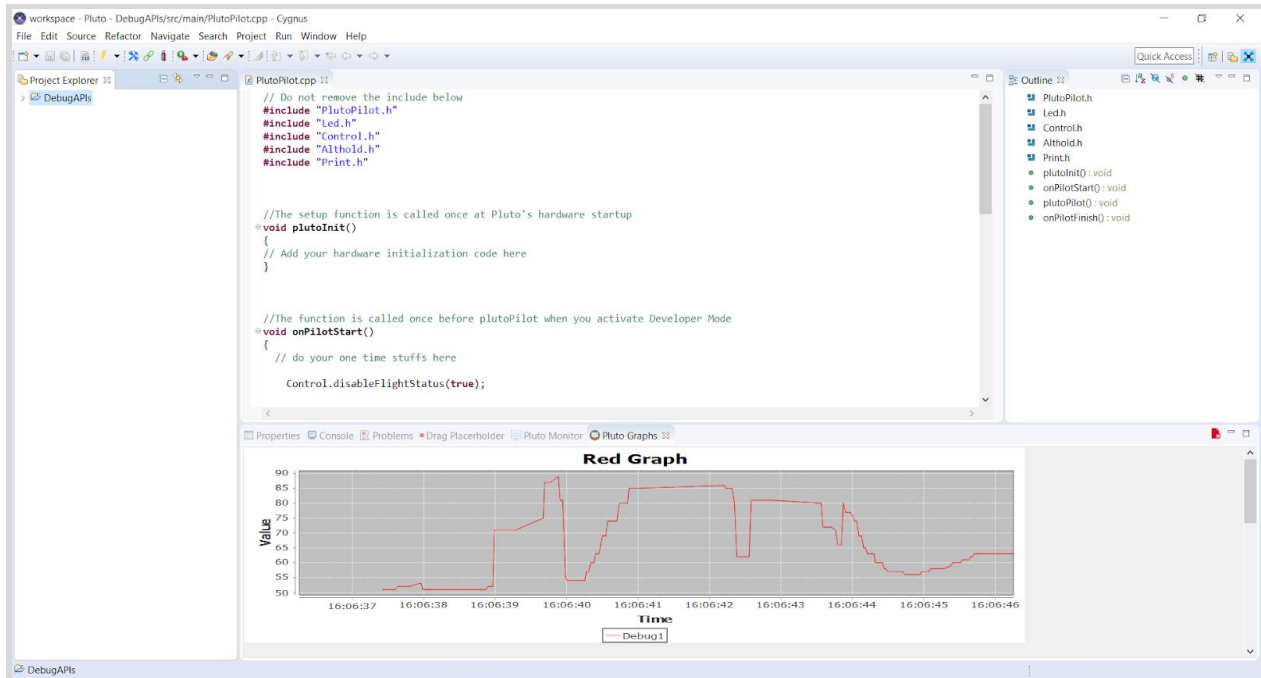 workspace - Pluto - DebugAPIs/src/main/PlutoPilot.cpp - Cygnus
File Edit Source Refactor Navigate Search Project Run Window Help
Quick Access
Project Explorer
DebugAPIs
PlutoPilot.cpp
// Do not remove the include below
#include "PlutoPilot.h"
#include "Led.h"
#include "Control.h"
#include "Althold.h"
#include "Print.h"
//The setup function is called once at Pluto's hardware startup
void plutoInit()
{
// Add your hardware initialization code here
}
//The function is called once before plutoPilot when you activate Developer Mode
void onPilotStart()
{
// do your one time stuffs here
Control.disableFlightStatus(true);
Outline
PlutoPilot.h
Led.h
Control.h
Althold.h
Print.h
plutoInit() : void
onPilotStart() : void
plutoPilot() : void
onPilotFinish() : void
Properties Console Problems Drag Placeholder Pluto Monitor Pluto Graphs
Red Graph
Value
90
85
80
75
70
65
60
55
50
16:06:37 16:06:38 16:06:39 16:06:40 16:06:41 16:06:42 16:06:43 16:06:44 16:06:45 16:06:46
Time
Debug1
DebugAPIs